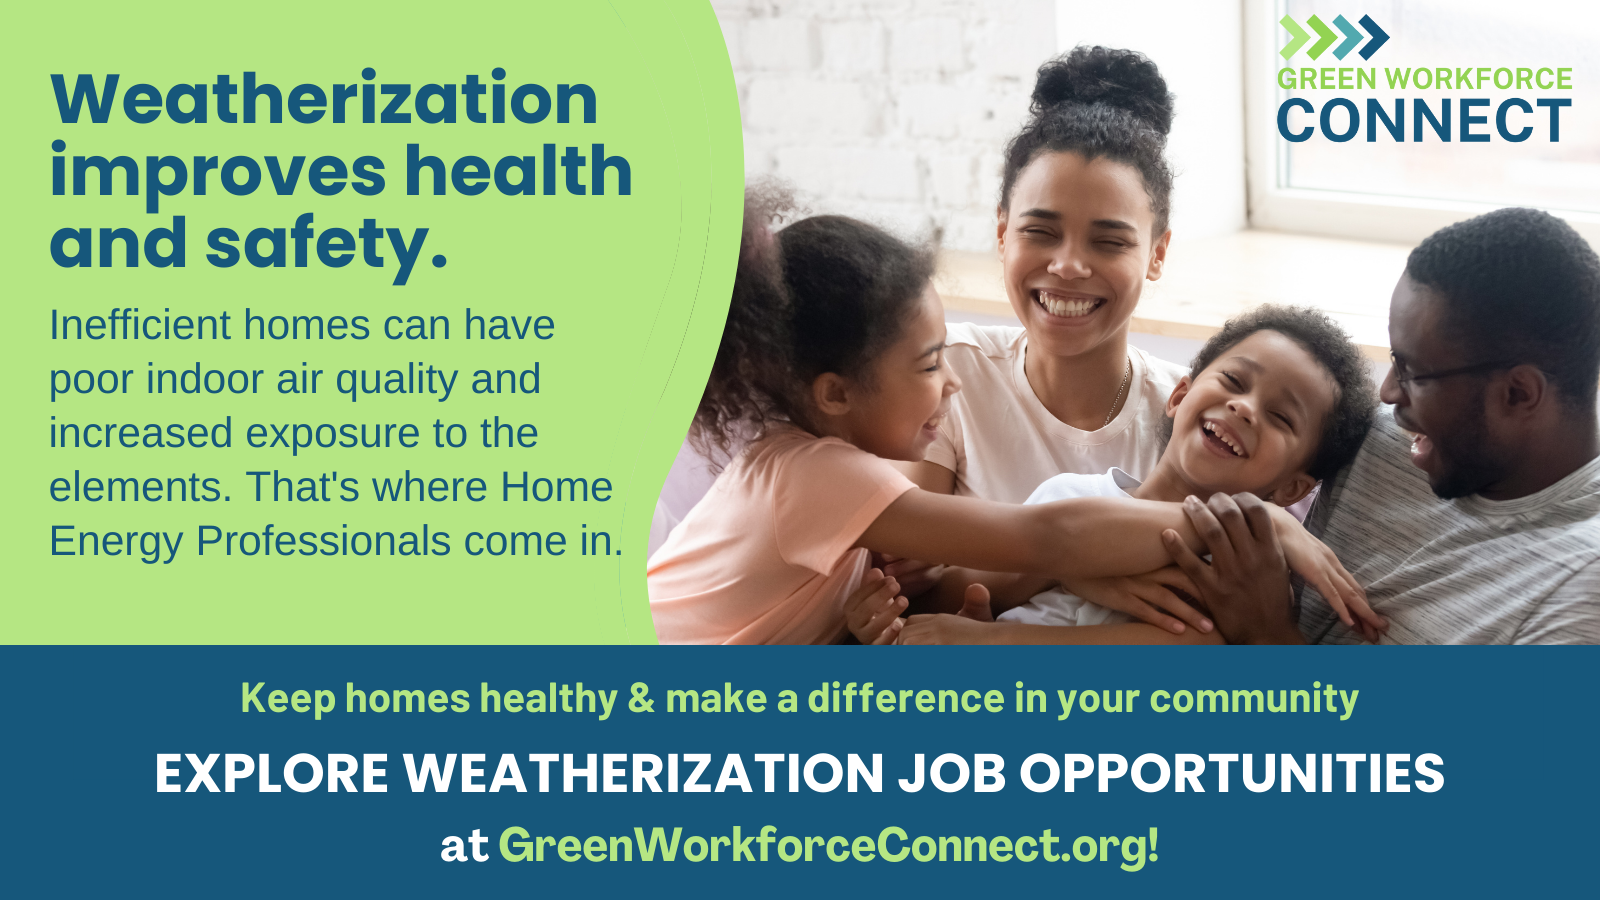 Weatherization
improves health
and safety.
Inefficient homes can have
poor indoor air quality and
increased exposure to the
elements. That's where Home
Energy Professionals come in.
GREEN WORKFORCE
CONNECT
Keep homes healthy & make a difference in your community
EXPLORE WEATHERIZATION JOB OPPORTUNITIES
at GreenWorkforceConnect.org!